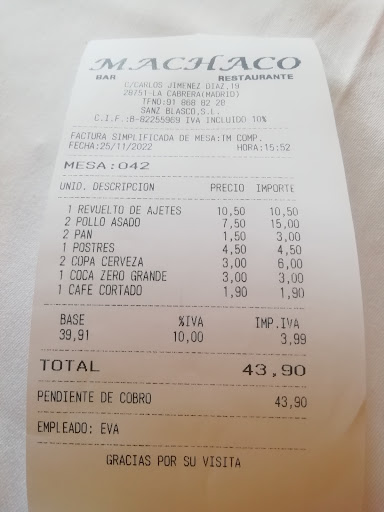 MACHACO
BAR RESTAURANTE
C/CARLOS JIMENEZ DIAZ,19
28751-LA CABRERA(MADRID)
TFNO:91 868 82 20
SANZ BLASCO,S.L.
C.I.F.:B-82255969 IVA INCLUIDO 10%
FACTURA SIMPLIFICADA DE MESA:TM COMP.
FECHA:25/11/2022 HORA:15:52
MESA:042
UNID. DESCRIPCION PRECIO IMPORTE
1 REVUELTO DE AJETES 10,50 10,50
2 POLLO ASADO 7,50 15,00
2 PAN 1,50 3,00
1 POSTRES 4,50 4,50
2 COPA CERVEZA 3,00 6,00
1 COCA ZERO GRANDE 3,00 3,00
1 CAFE CORTADO 1,90 1,90
BASE %IVA IMP.IVA
39,91 10,00 3,99
TOTAL 43,90
PENDIENTE DE COBRO 43,90
EMPLEADO: EVA
GRACIAS POR SU VISITA